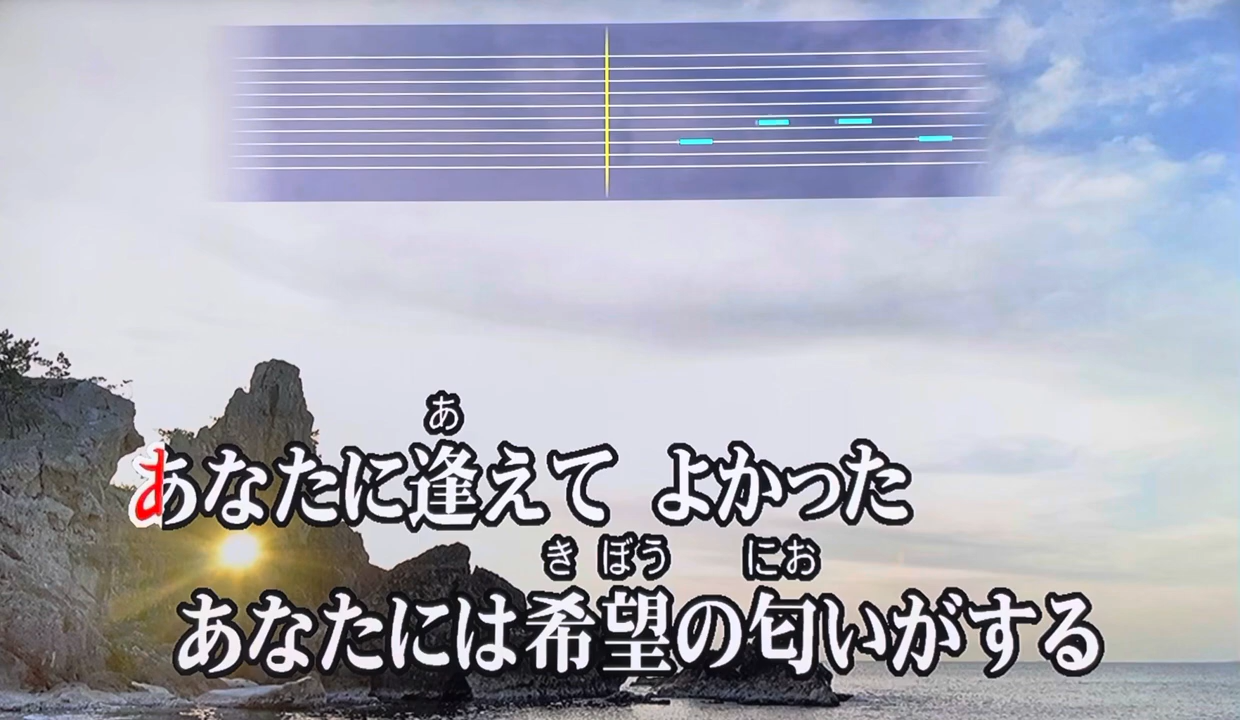 あ
あなたに逢えて よかった
き ぼう にお
あなたには希望の匂いがする